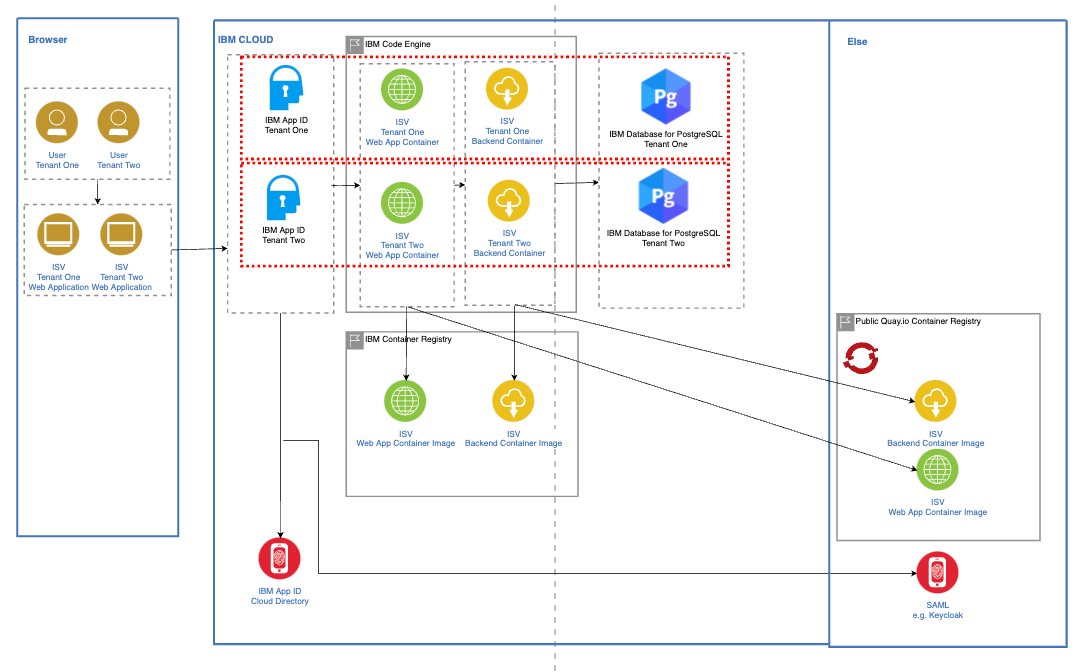 Browser
User
Tenant One
User
Tenant Two
ISV
Tenant One
Web Application
ISV
Tenant Two
Web Application
IBM CLOUD
IBM App ID
Tenant One
IBM App ID
Tenant Two
IBM Code Engine
ISV
Tenant One
Web App Container
ISV
Tenant One
Backend Container
ISV
Tenant Two
Web App Container
ISV
Tenant Two
Backend Container
Pg
IBM Database for PostgreSQL
Tenant One
Pg
IBM Database for PostgreSQL
Tenant Two
IBM Container Registry
ISV
Web App Container Image
ISV
Backend Container Image
IBM App ID
Cloud Directory
Else
Public Quay.io Container Registry
ISV
Backend Container Image
ISV
Web App Container Image
SAML
e.g. Keycloak